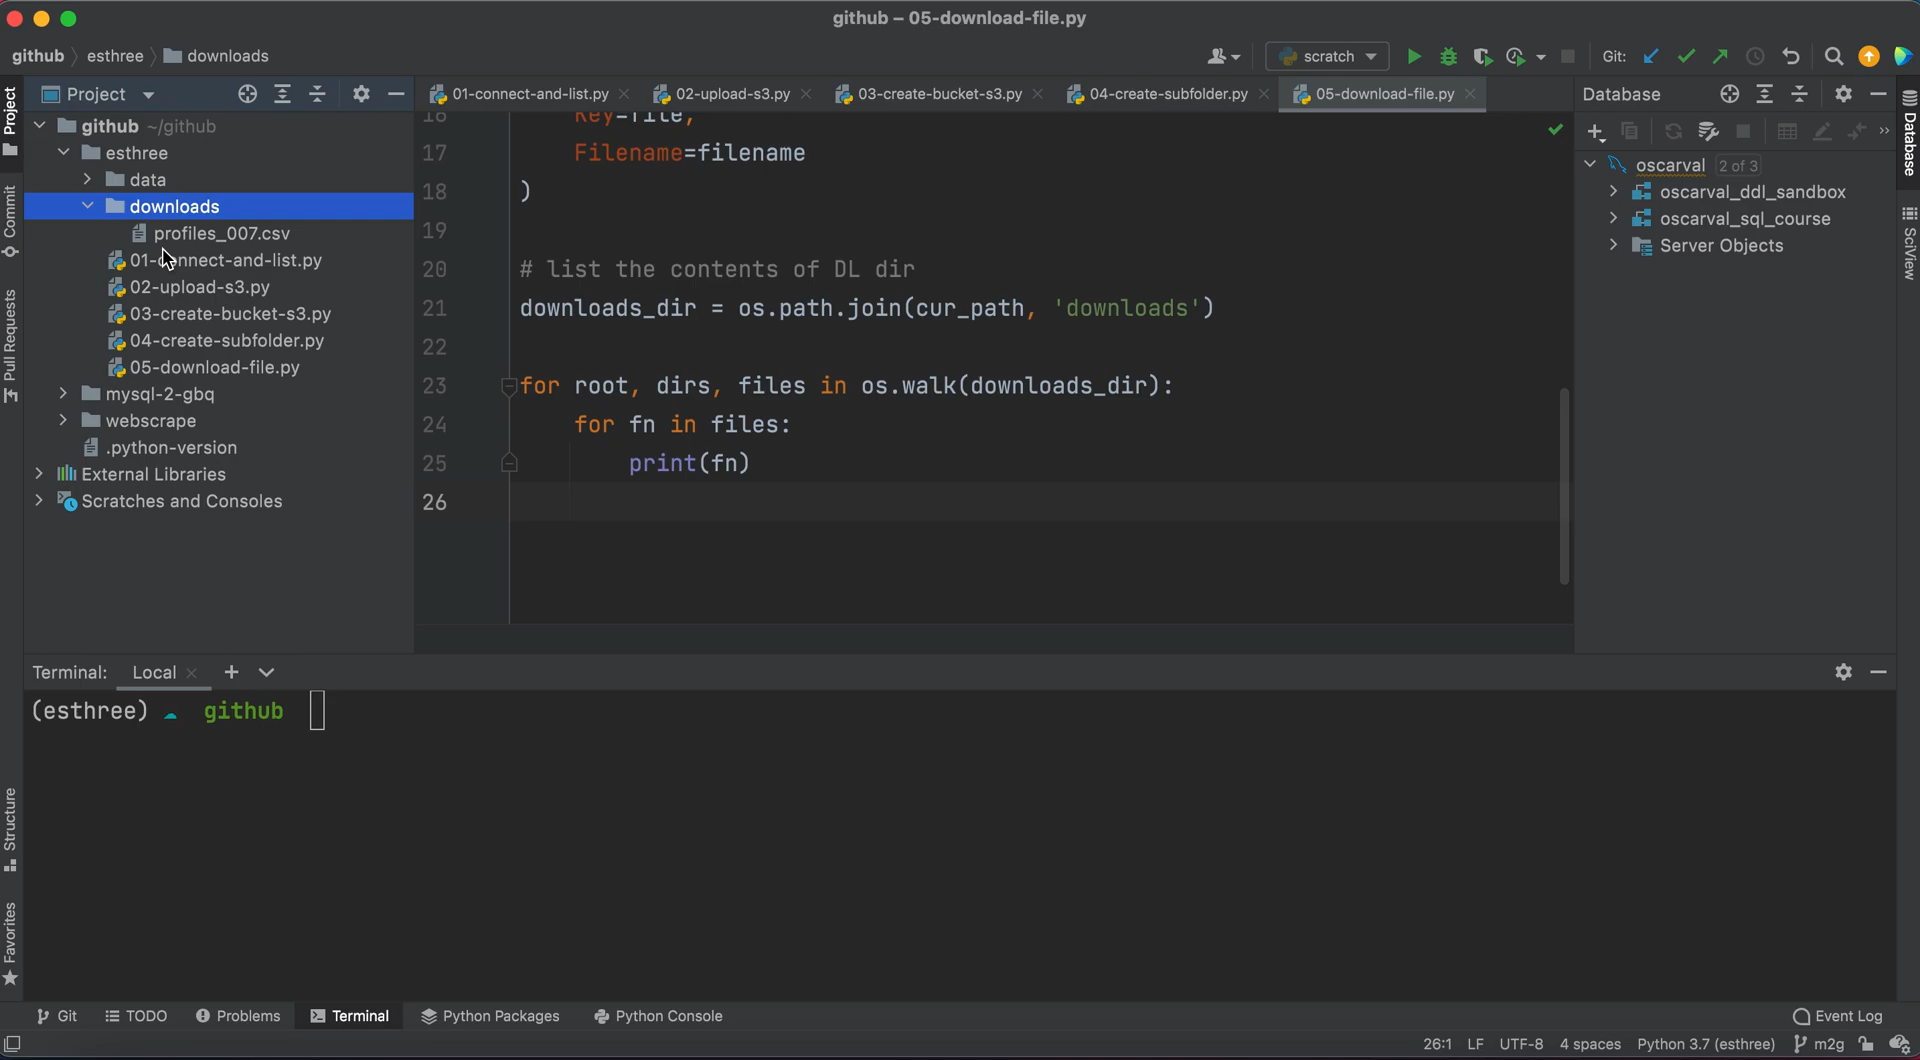 github – 05-download-file.py
github
esthree
downloads
scratch
Git:
Project
01-connect-and-list.py
02-upload-s3.py
03-create-bucket-s3.py
04-create-subfolder.py
05-download-file.py
Database
github ~/github
esthree
data
downloads
profiles_007.csv
01-connect-and-list.py
02-upload-s3.py
03-create-bucket-s3.py
04-create-subfolder.py
05-download-file.py
mysql-2-gbq
webscrape
.python-version
External Libraries
Scratches and Consoles
16 Key=file,
17 Filename=filename
18 )
19
20 # list the contents of DL dir
21 downloads_dir = os.path.join(cur_path, 'downloads')
22
23 for root, dirs, files in os.walk(downloads_dir):
24 for fn in files:
25 print(fn)
26
oscarval 2 of 3
oscarval_ddl_sandbox
oscarval_sql_course
Server Objects
Project
Commit
Pull Requests
Structure
Favorites
Database
SciView
Terminal:
Local
(esthree) github
Git
TODO
Problems
Terminal
Python Packages
Python Console
Event Log
26:1
LF
UTF-8
4 spaces
Python 3.7 (esthree)
m2g